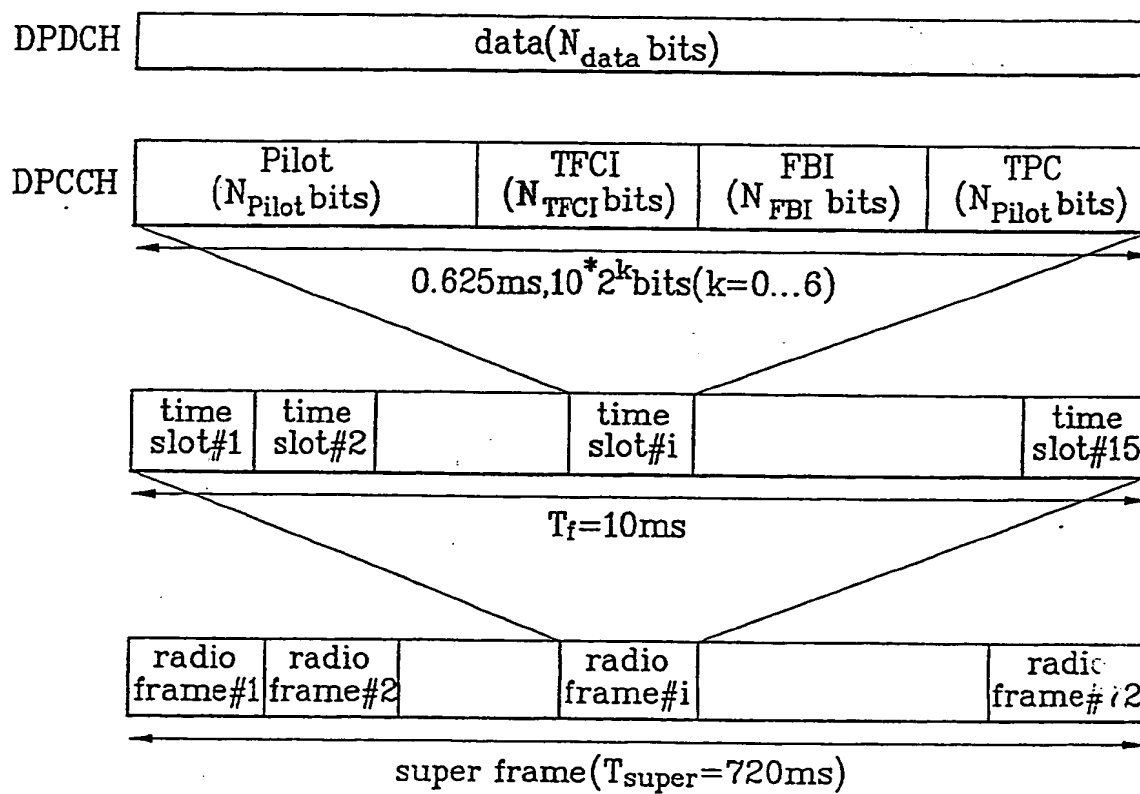 DPDCH
data(N_data bits)
DPCCH
Pilot
(N_Pilot bits)
TFCI
(N_TFCI bits)
FBI
(N_FBI bits)
TPC
(N_Pilot bits)
0.625ms,10*2^k bits(k=0...6)
time
slot#1
time
slot#2
time
slot#i
time
slot#15
T_f=10ms
radio
frame#1
radio
frame#2
radio
frame#i
radio
frame#72
super frame(T_super=720ms)